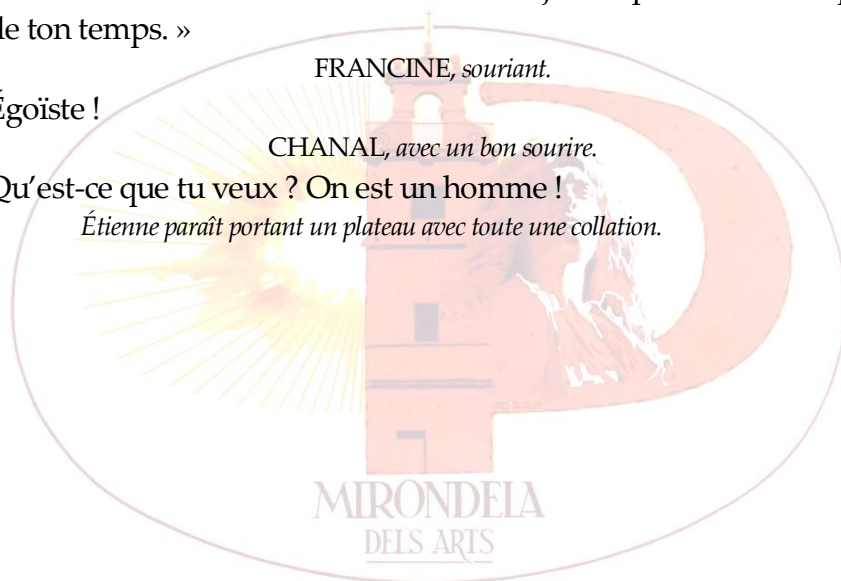 de ton temps. »
FRANCINE, souriant.
Égoïste !
CHANAL, avec un bon sourire.
Qu’est-ce que tu veux ? On est un homme !
Étienne paraît portant un plateau avec toute une collation.
MIRONDELA
DELS ARTS